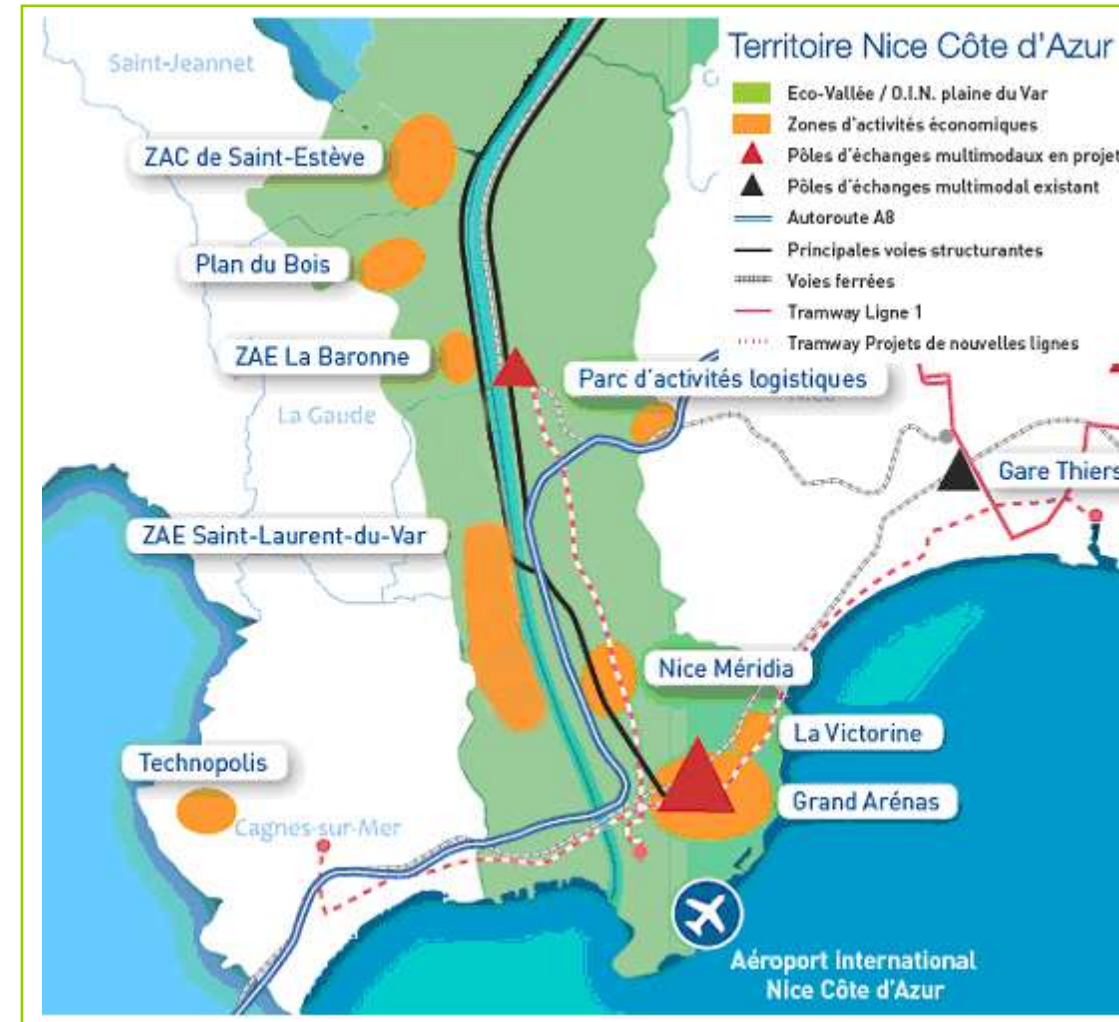 Territoire Nice Côte d'Azur
Eco-Vallée / O.I.N. plaine du Var
Zones d'activités économiques
Pôles d'échanges multimodaux en projet
Pôles d'échanges multimodal existant
Autoroute A8
Principales voies structurantes
Voies ferrées
Tramway Ligne 1
Tramway Projets de nouvelles lignes
Saint-Jeannet
ZAC de Saint-Estève
Plan du Bois
ZAE La Baronne
Parc d'activités logistiques
La Gaude
Gare Thiers
ZAE Saint-Laurent-du-Var
Nice Méridia
La Victorine
Technopolis
Grand Arénas
Cagnes-sur-Mer
Aéroport International
Nice Côte d'Azur